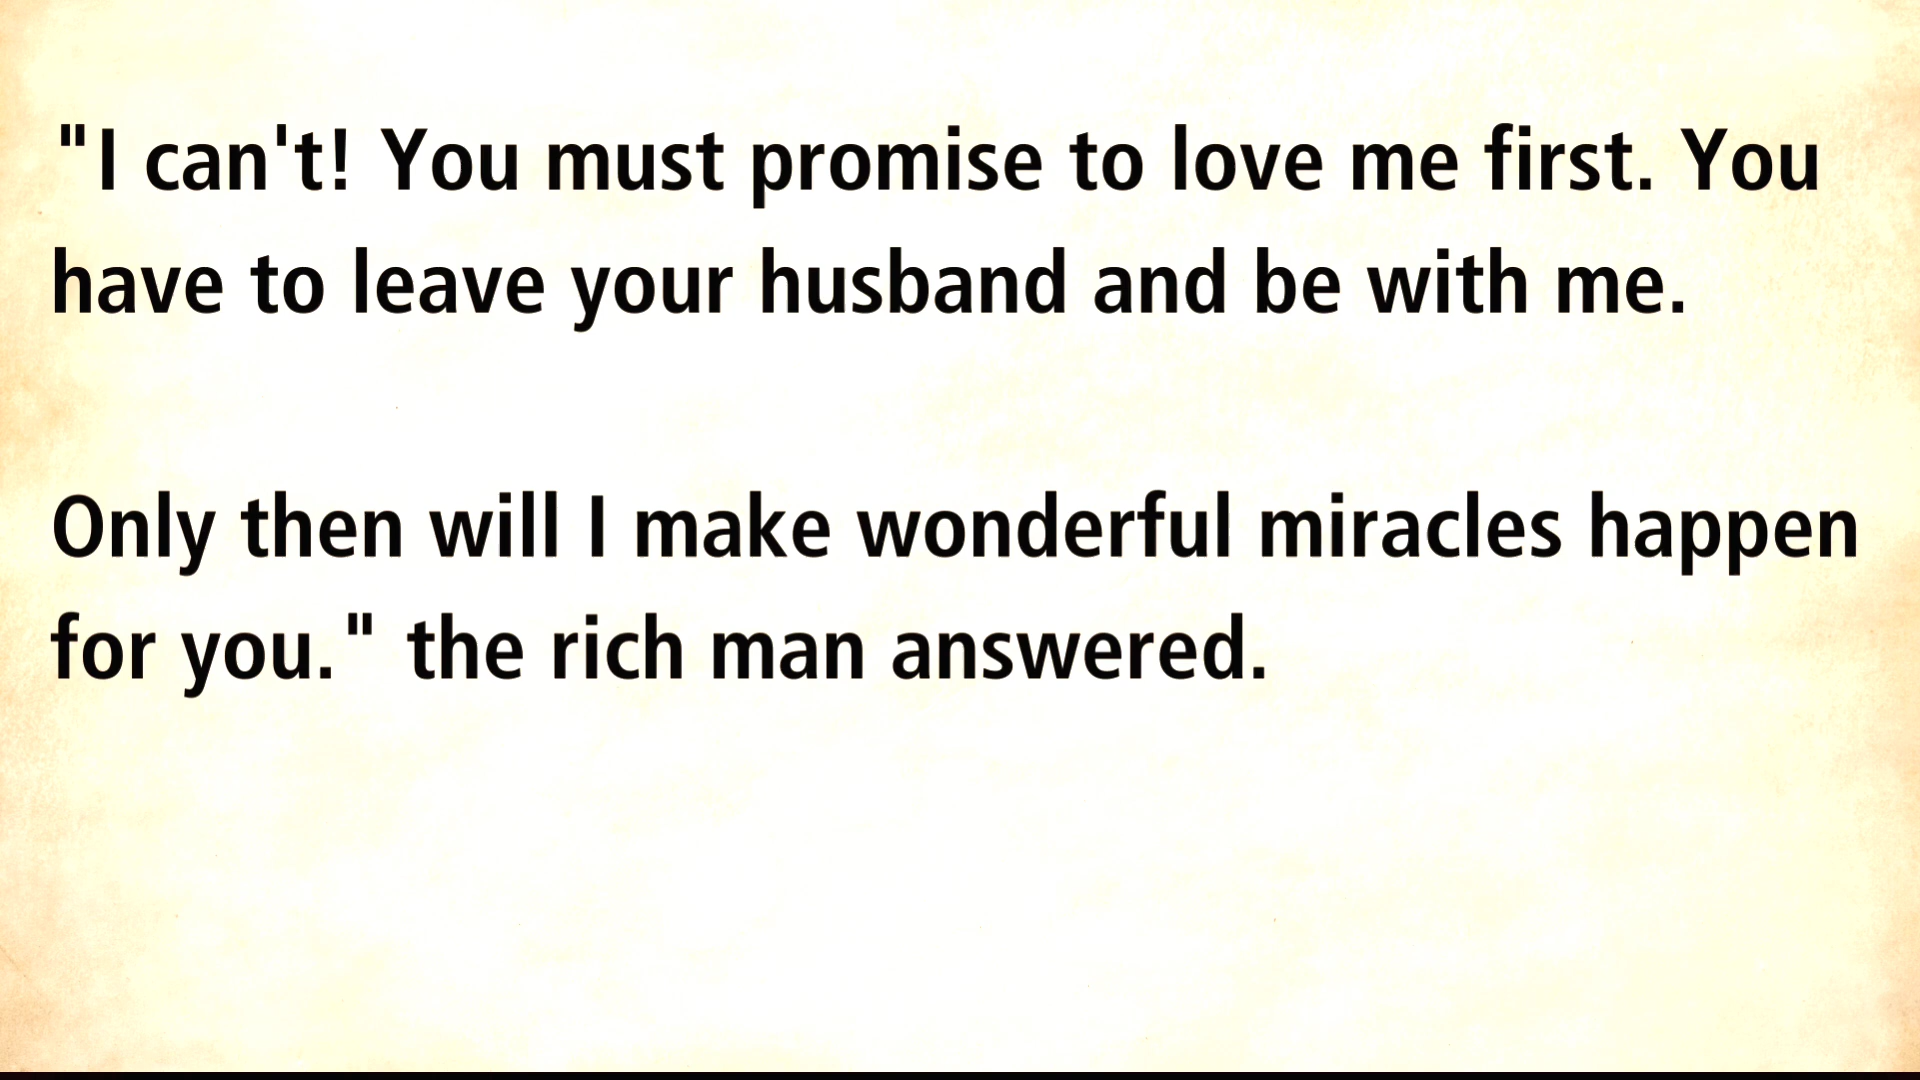 "I can't! You must promise to love me first. You
have to leave your husband and be with me.
Only then will I make wonderful miracles happen
for you." the rich man answered.